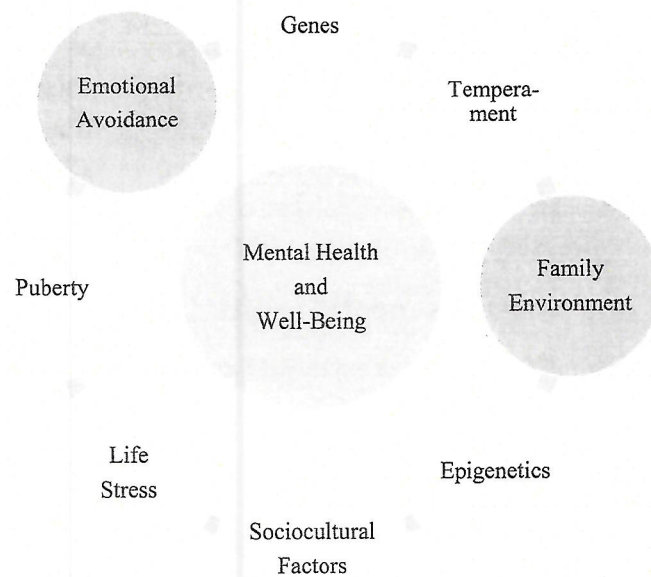 Genes
Emotional
Avoidance
Tempera-
ment
Mental Health
and
Well-Being
Family
Environment
Puberty
Life
Stress
Epigenetics
Sociocultural
Factors